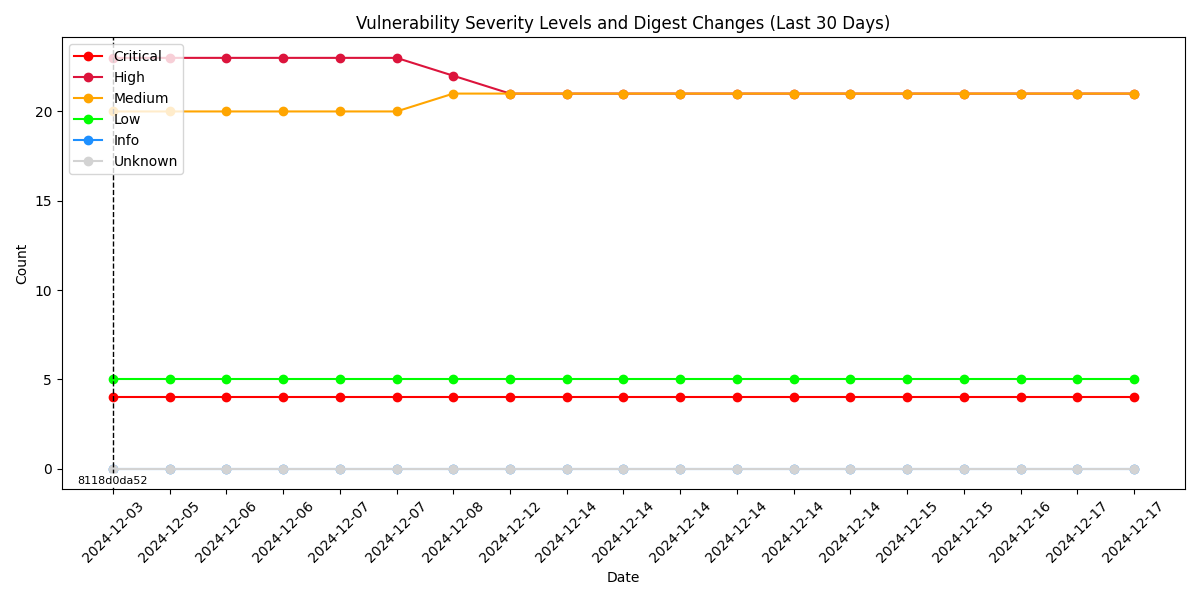 Vulnerability Severity Levels and Digest Changes (Last 30 Days)
Critical
High
Medium
Low
Info
Unknown
20
15
10
5
0
Count
8118d0da52
2024-12-03
2024-12-05
2024-12-06
2024-12-06
2024-12-07
2024-12-07
2024-12-08
2024-12-12
2024-12-14
2024-12-14
2024-12-14
2024-12-14
2024-12-14
2024-12-14
2024-12-15
2024-12-15
2024-12-16
2024-12-17
2024-12-17
Date